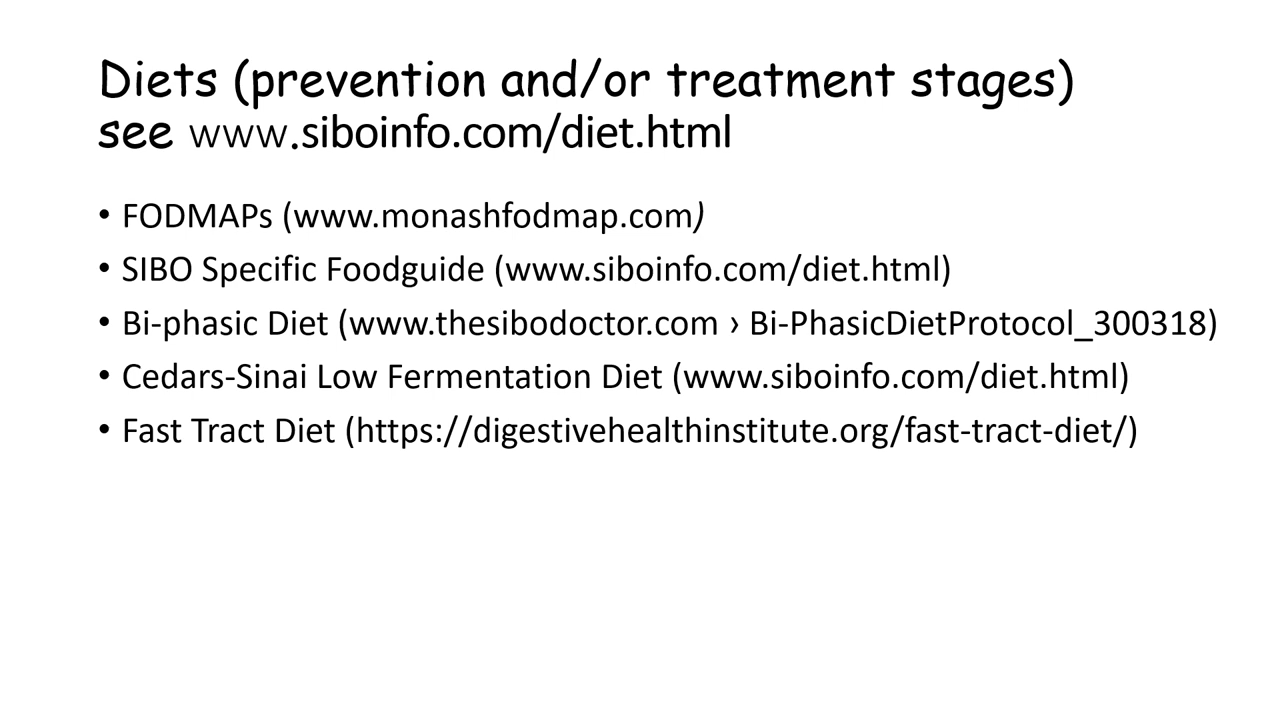 Diets (prevention and/or treatment stages)
see www.siboinfo.com/diet.html
• FODMAPs (www.monashfodmap.com)
• SIBO Specific Foodguide (www.siboinfo.com/diet.html)
• Bi-phasic Diet (www.thesibodoctor.com › Bi-PhasicDietProtocol_300318)
• Cedars-Sinai Low Fermentation Diet (www.siboinfo.com/diet.html)
• Fast Tract Diet (https://digestivehealthinstitute.org/fast-tract-diet/)